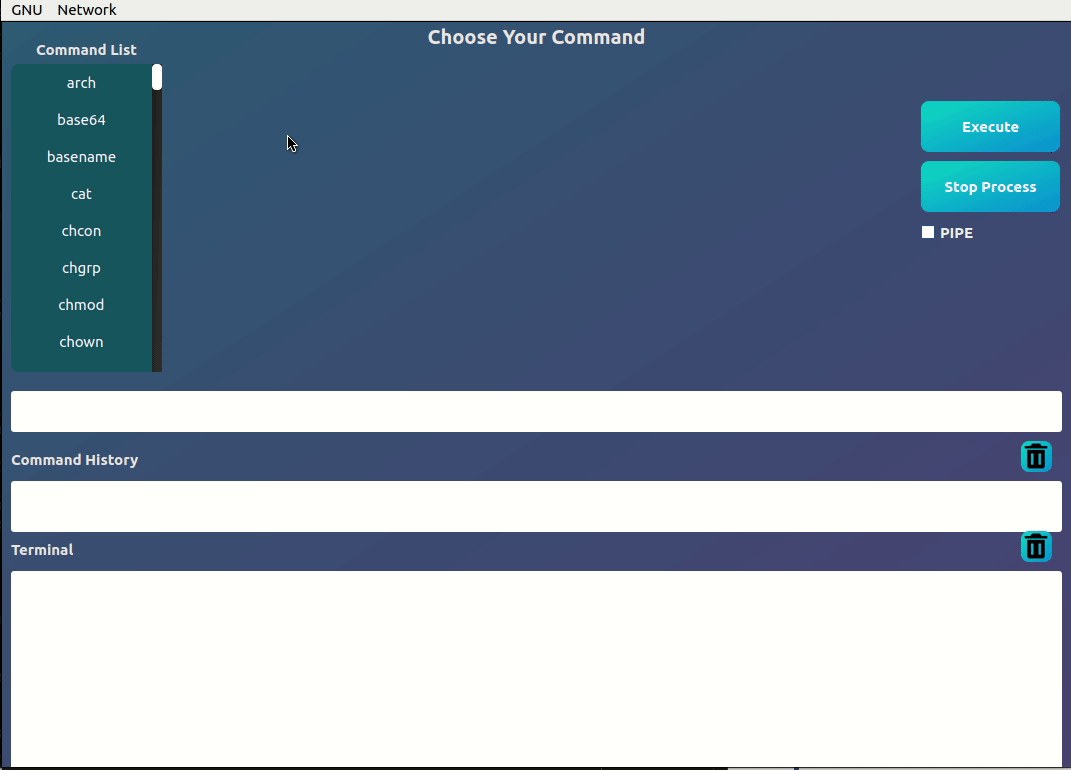 GNU Network
Choose Your Command
Command List
arch
base64
basename
cat
chcon
chgrp
chmod
chown
Execute
Stop Process
PIPE
Command History
Terminal